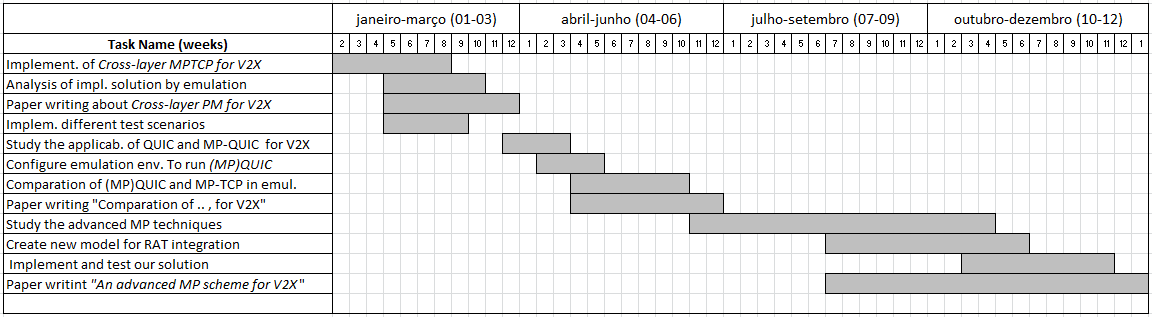 janeiro-março (01-03) abril-junho (04-06) julho-setembro (07-09) outubro-dezembro (10-12)
Task Name (weeks) 2 3 4 5 6 7 8 9 10 11 12 1 2 3 4 5 6 7 8 9 10 11 12 1 2 3 4 5 6 7 8 9 10 11 12 1 2 3 4 5 6 7 8 9 10 11 12 1
Implement. of Cross-layer MPTCP for V2X
Analysis of impl. solution by emulation
Paper writing about Cross-layer PM for V2X
Implem. different test scenarios
Study the applicab. of QUIC and MP-QUIC for V2X
Configure emulation env. To run (MP)QUIC
Comparation of (MP)QUIC and MP-TCP in emul.
Paper writing "Comparation of .. , for V2X"
Study the advanced MP techniques
Create new model for RAT integration
Implement and test our solution
Paper writint "An advanced MP scheme for V2X"